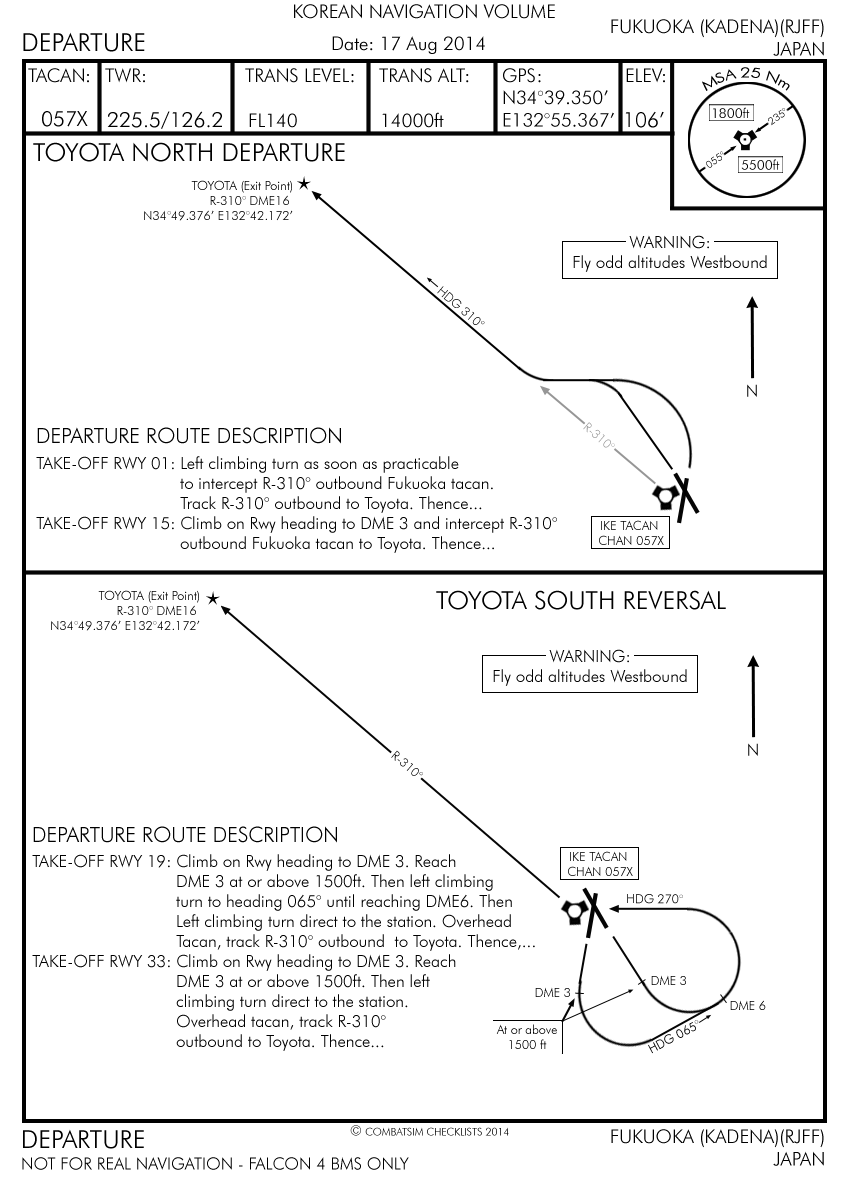 KOREAN NAVIGATION VOLUME
DEPARTURE
Date: 17 Aug 2014
FUKUOKA (KADENA)(RJFF)
JAPAN
TACAN:
057X
TWR:
225.5/126.2
TRANS LEVEL:
FL140
TRANS ALT:
14000ft
GPS:
N34°39.350'
E132°55.367'
ELEV:
106'
MSA 25 Nm
1800ft
235°
055°
5500ft
TOYOTA NORTH DEPARTURE
TOYOTA (Exit Point)
R-310° DME16
N34°49.376' E132°42.172'
WARNING:
Fly odd altitudes Westbound
HDG 310°
N
R-310°
DEPARTURE ROUTE DESCRIPTION
TAKE-OFF RWY 01: Left climbing turn as soon as practicable
to intercept R-310° outbound Fukuoka tacan.
Track R-310° outbound to Toyota. Thence...
TAKE-OFF RWY 15: Climb on Rwy heading to DME 3 and intercept R-310°
outbound Fukuoka tacan to Toyota. Thence...
IKE TACAN
CHAN 057X
TOYOTA (Exit Point)
R-310° DME16
N34°49.376' E132°42.172'
TOYOTA SOUTH REVERSAL
WARNING:
Fly odd altitudes Westbound
N
R-310°
DEPARTURE ROUTE DESCRIPTION
TAKE-OFF RWY 19: Climb on Rwy heading to DME 3. Reach
DME 3 at or above 1500ft. Then left climbing
turn to heading 065° until reaching DME6. Then
Left climbing turn direct to the station. Overhead
Tacan, track R-310° outbound to Toyota. Thence,...
TAKE-OFF RWY 33: Climb on Rwy heading to DME 3. Reach
DME 3 at or above 1500ft. Then left
climbing turn direct to the station.
Overhead tacan, track R-310°
outbound to Toyota. Thence...
IKE TACAN
CHAN 057X
HDG 270°
DME 3
DME 3
DME 6
At or above
1500 ft
HDG 065°
DEPARTURE
NOT FOR REAL NAVIGATION - FALCON 4 BMS ONLY
© COMBATSIM CHECKLISTS 2014
FUKUOKA (KADENA)(RJFF)
JAPAN